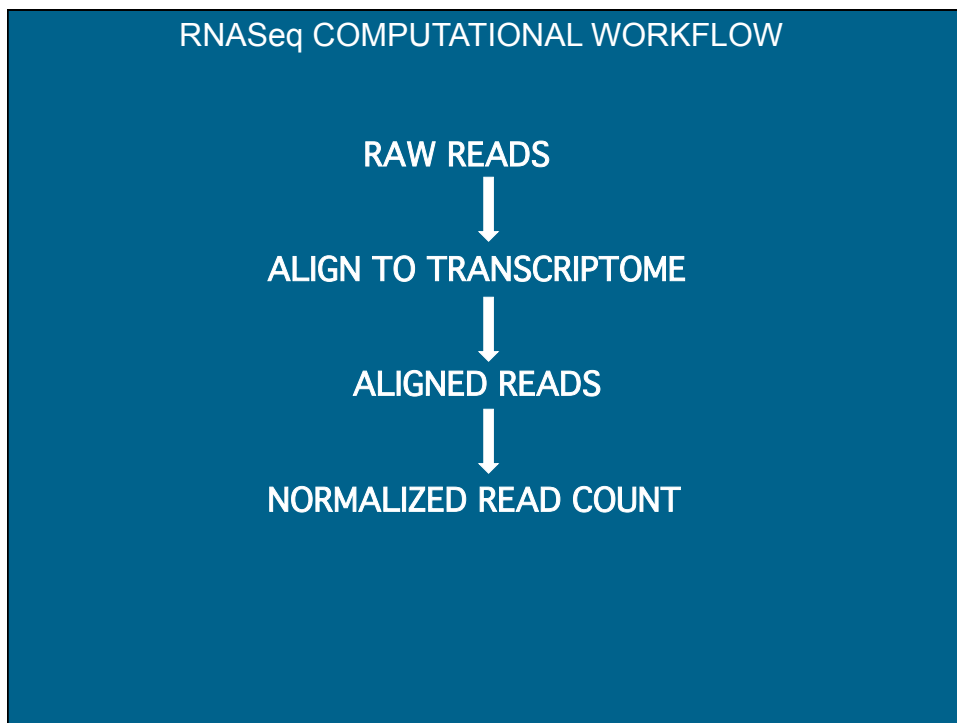 RNASeq COMPUTATIONAL WORKFLOW
RAW READS
ALIGN TO TRANSCRIPTOME
ALIGNED READS
NORMALIZED READ COUNT